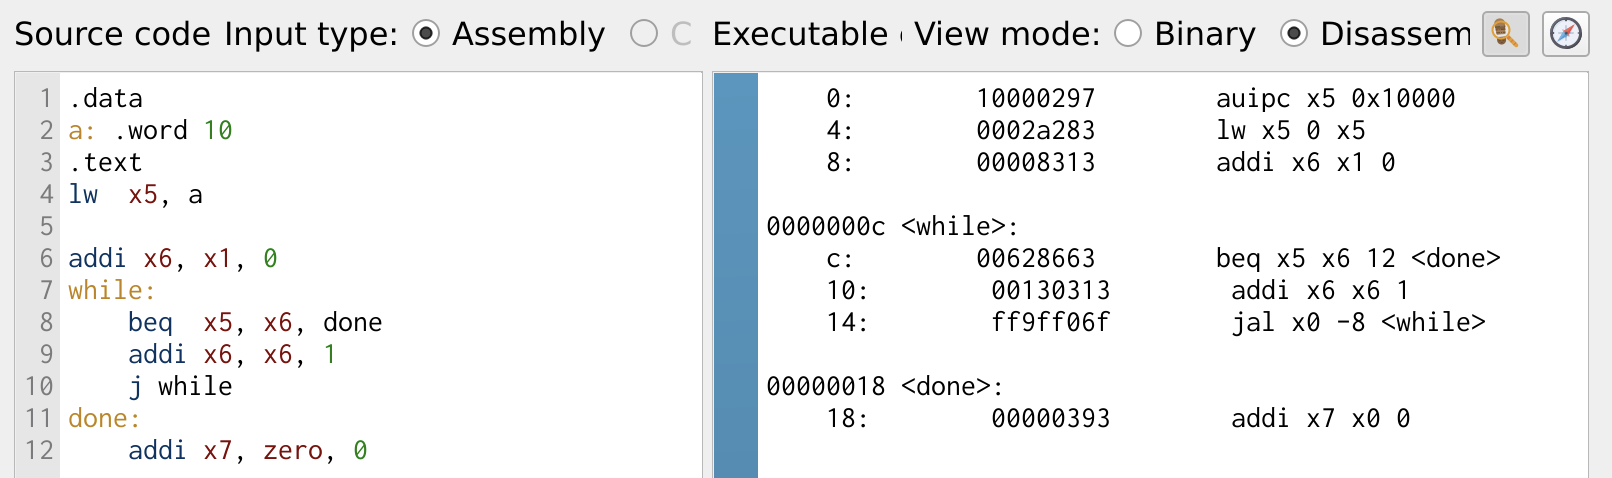 Source code Input type: Assembly C Executable View mode: Binary Disassem
1 .data
2 a: .word 10
3 .text
4 lw  x5, a
5
6 addi x6, x1, 0
7 while:
8     beq  x5, x6, done
9     addi x6, x6, 1
10     j while
11 done:
12     addi x7, zero, 0
0: 10000297 auipc x5 0x10000
4: 0002a283 lw x5 0 x5
8: 00008313 addi x6 x1 0
0000000c <while>:
c: 00628663 beq x5 x6 12 <done>
10: 00130313 addi x6 x6 1
14: ff9ff06f jal x0 -8 <while>
00000018 <done>:
18: 00000393 addi x7 x0 0